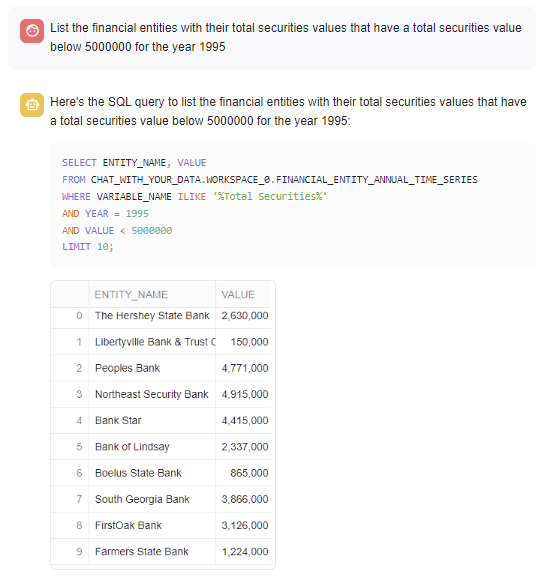 List the financial entities with their total securities values that have a total securities value
below 5000000 for the year 1995
Here's the SQL query to list the financial entities with their total securities values that have
a total securities value below 5000000 for the year 1995:
SELECT ENTITY_NAME, VALUE
FROM CHAT_WITH_YOUR_DATA.WORKSPACE_0.FINANCIAL_ENTITY_ANNUAL_TIME_SERIES
WHERE VARIABLE_NAME ILIKE '%Total Securities%'
AND YEAR = 1995
AND VALUE < 5000000
LIMIT 10;
ENTITY_NAME VALUE
0 The Hershey State Bank 2,630,000
1 Libertyville Bank & Trust C 150,000
2 Peoples Bank 4,771,000
3 Northeast Security Bank 4,915,000
4 Bank Star 4,415,000
5 Bank of Lindsay 2,337,000
6 Boelus State Bank 865,000
7 South Georgia Bank 3,866,000
8 FirstOak Bank 3,126,000
9 Farmers State Bank 1,224,000